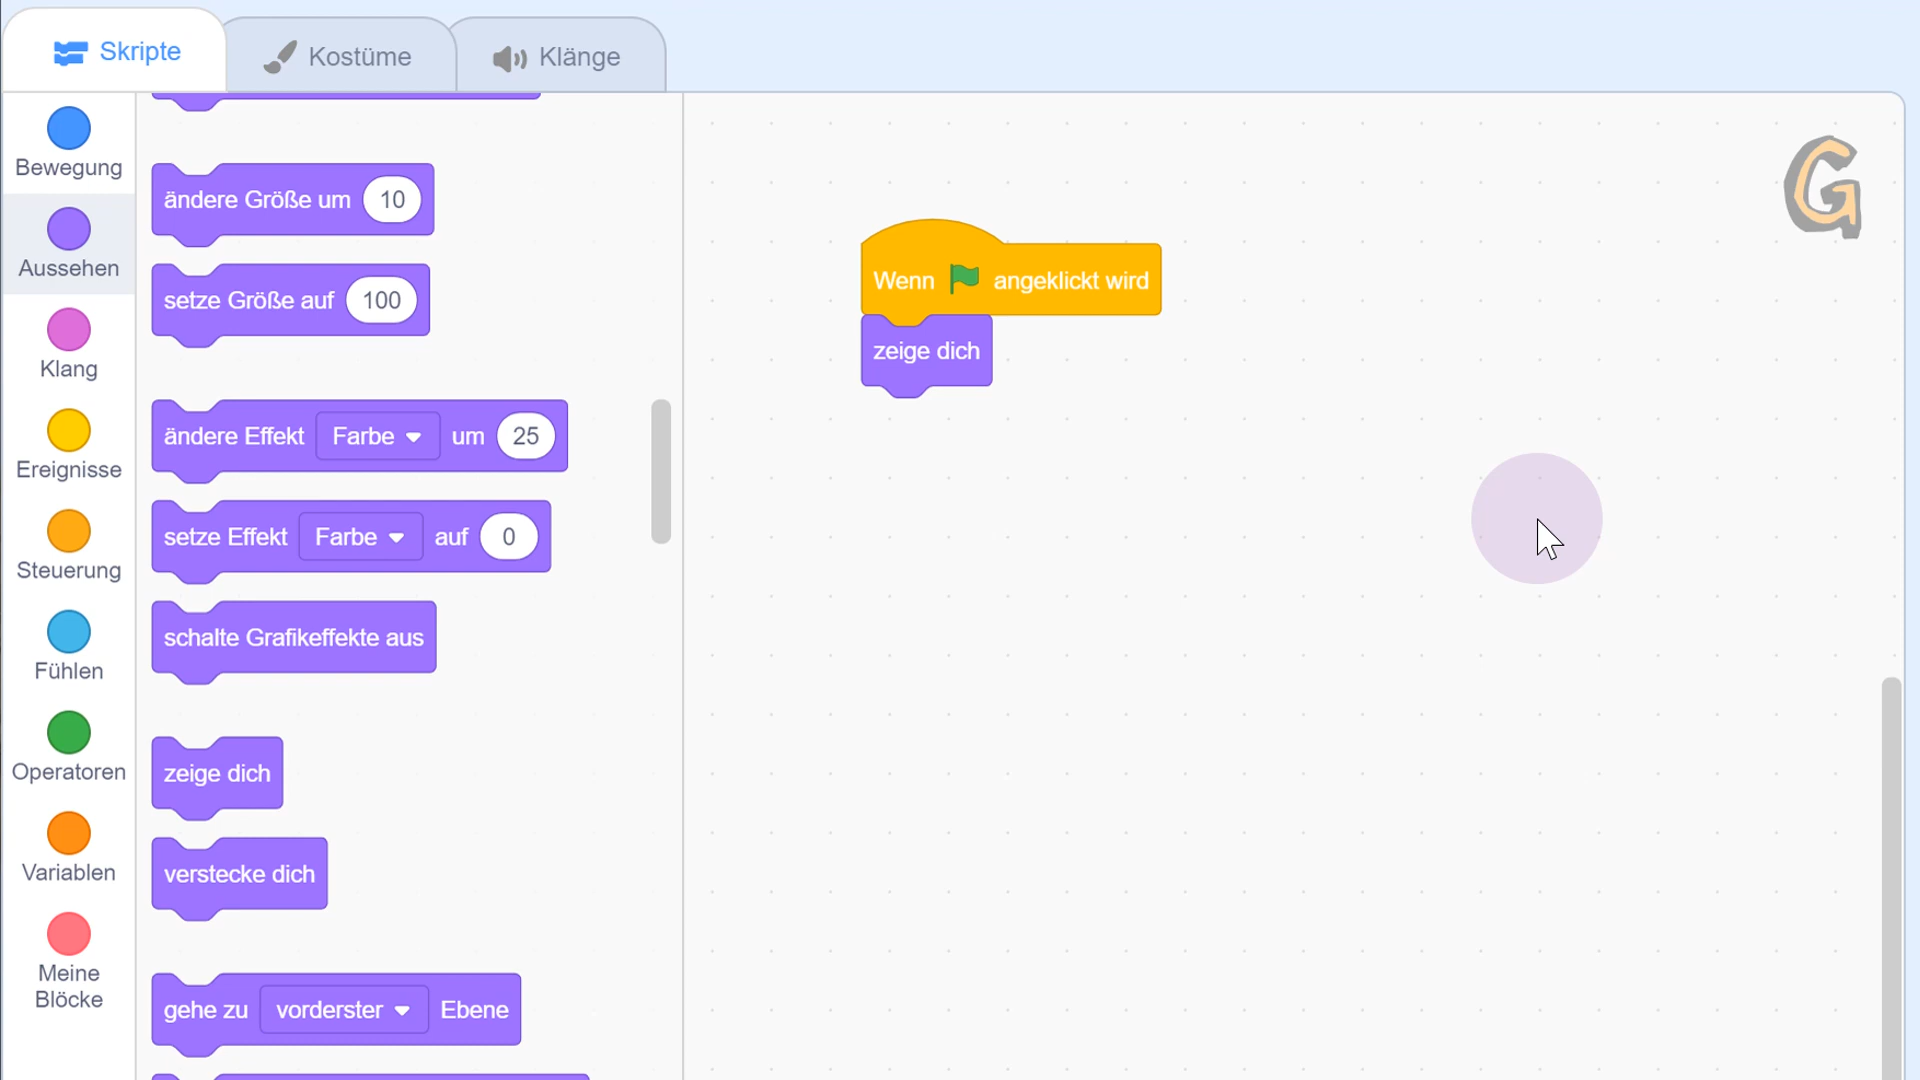 Skripte
Kostüme
Klänge
Bewegung
Aussehen
Klang
Ereignisse
Steuerung
Fühlen
Operatoren
Variablen
Meine
Blöcke
ändere Größe um 10
setze Größe auf 100
ändere Effekt Farbe um 25
setze Effekt Farbe auf 0
schalte Grafikeffekte aus
zeige dich
verstecke dich
gehe zu vorderster Ebene
Wenn angeklickt wird
zeige dich
G